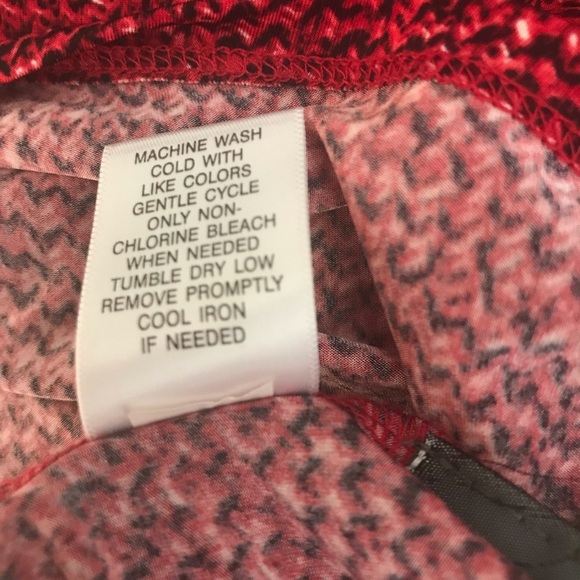 MACHINE WASH
COLD WITH
LIKE COLORS
GENTLE CYCLE
ONLY NON-
CHLORINE BLEACH
WHEN NEEDED
TUMBLE DRY LOW
REMOVE PROMPTLY
COOL IRON
IF NEEDED